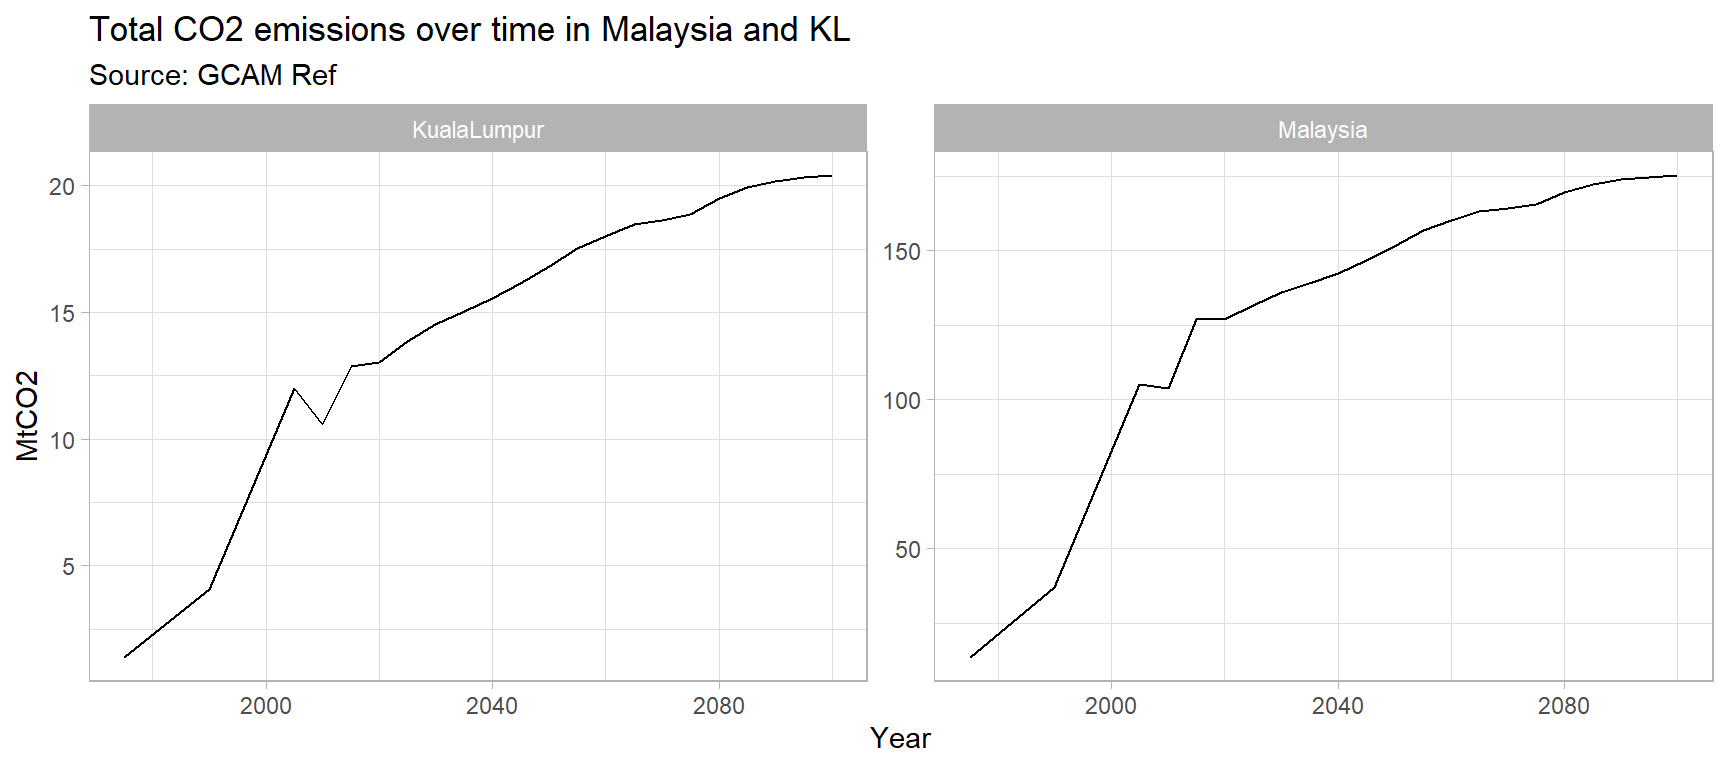 Total CO2 emissions over time in Malaysia and KL
Source: GCAM Ref
KualaLumpur
Malaysia
MtCO2
20
15
10
5
150
100
50
2000
2040
2080
2000
2040
2080
Year